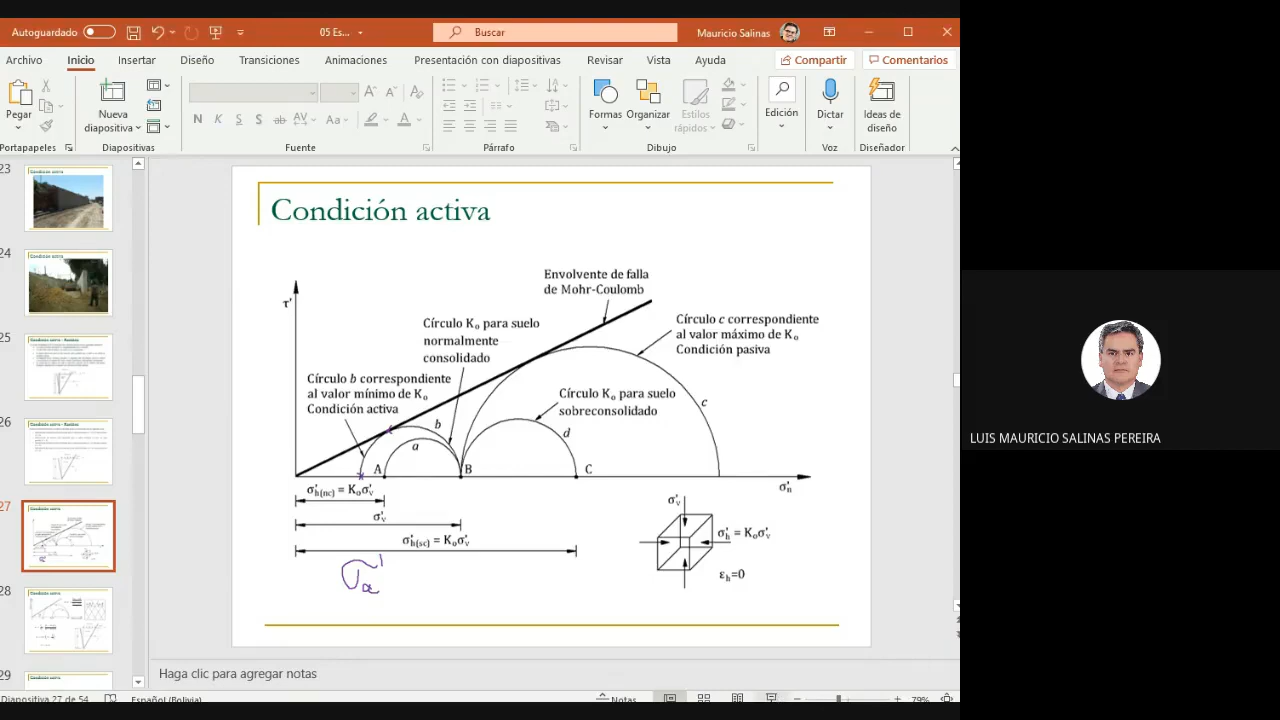 Autoguardado
05 Es...
Buscar
Mauricio Salinas
Archivo
Inicio
Insertar
Diseño
Transiciones
Animaciones
Presentación con diapositivas
Revisar
Vista
Ayuda
Compartir
Comentarios
Pegar
Nueva
diapositiva
N K S S ab AV Aa A
Formas
Organizar
Estilos
rápidos
Edición
Dictar
Ideas de
diseño
Portapapeles
Diapositivas
Fuente
Párrafo
Dibujo
Voz
Diseñador
23
24
25
26
27
28
29
Condición activa
τ'
Envolvente de falla
de Mohr-Coulomb
Círculo K₀ para suelo
normalmente
consolidado
Círculo c correspondiente
al valor máximo de K₀
Condición pasiva
Círculo b correspondiente
al valor mínimo de K₀
Condición activa
Círculo K₀ para suelo
sobreconsolidado
a
b
c
d
A
B
C
σ'n
σ'h(nc) = K₀σ'v
σ'v
σ'h(sc) = K₀σ'v
σ'v
σ'h = K₀σ'v
εh=0
σa'
LUIS MAURICIO SALINAS PEREIRA
Haga clic para agregar notas
Diapositiva 27 de 54
Español (Bolivia)
Notas
79%